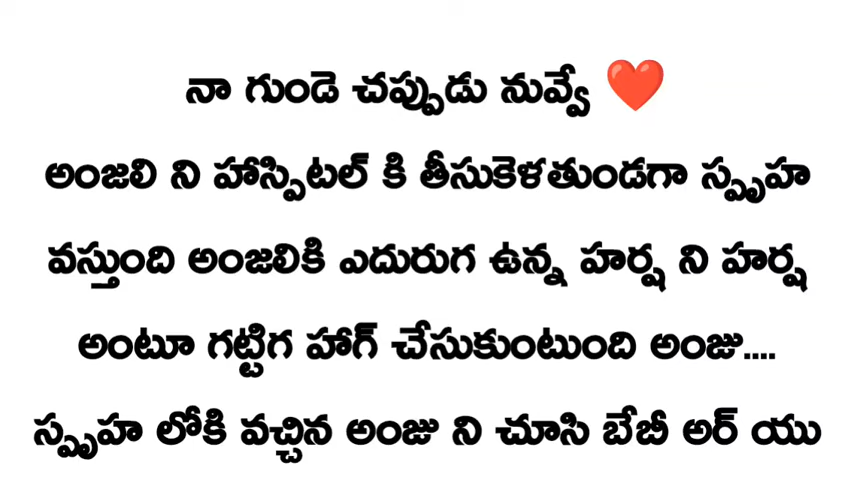 నా గుండె చప్పుడు నువ్వే ❤️
అంజలి ని హాస్పిటల్ కి తీసుకెళతుండగా స్పృహ
వస్తుంది అంజలికి ఎదురుగ ఉన్న హర్ష ని హర్ష
అంటూ గట్టిగ హాగ్ చేసుకుంటుంది అంజు....
స్పృహ లోకి వచ్చిన అంజు ని చూసి బేబీ అర్ యు